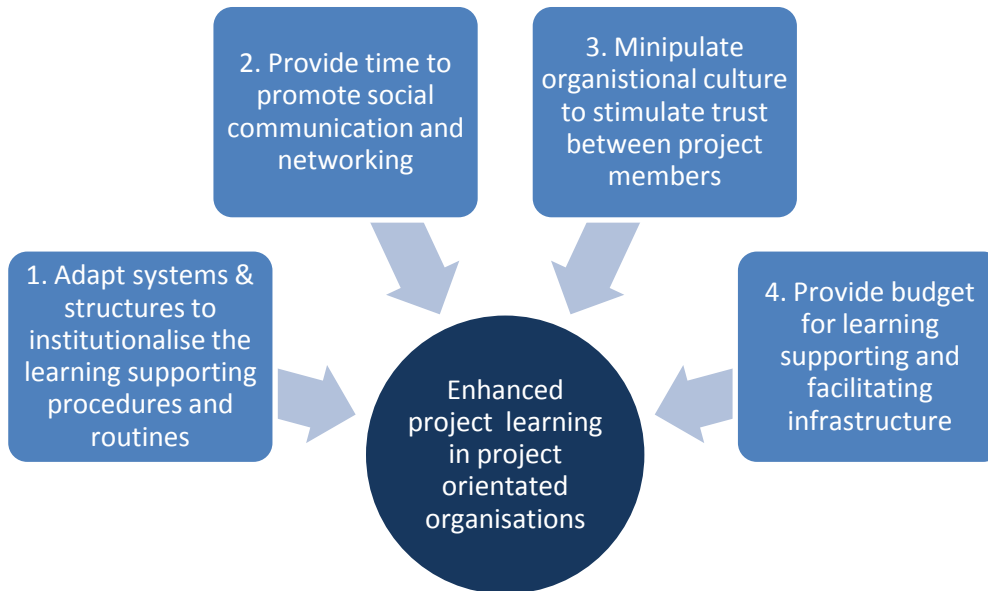 1. Adapt systems &
structures to
institutionalise the
learning supporting
procedures and
routines
2. Provide time to
promote social
communication and
networking
3. Minipulate
organistional culture
to stimulate trust
between project
members
4. Provide budget
for learning
supporting and
facilitating
infrastructure
Enhanced
project learning
in project
orientated
organisations